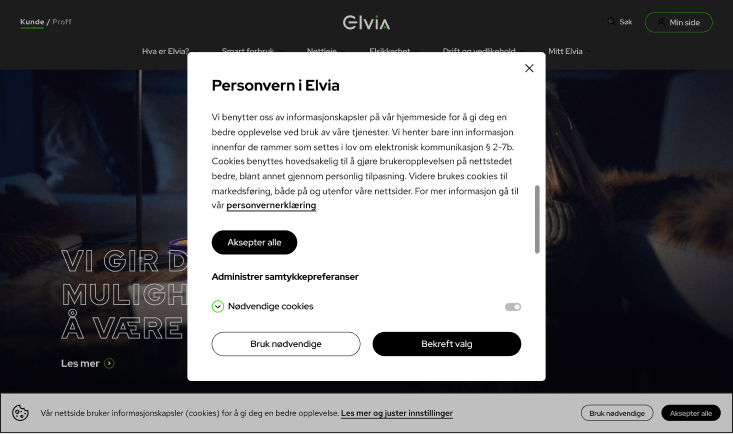 Kunde / Proff
Elvia
Søk
Min side
Hva er Elvia?
Smart forbruk
Nettleie
Elsikkerhet
Drift og vedlikehold
Mitt Elvia
Personvern i Elvia
Vi benytter oss av informasjonskapsler på vår hjemmeside for å gi deg en
bedre opplevelse ved bruk av våre tjenester. Vi henter bare inn informasjon
innenfor de rammer som settes i lov om elektronisk kommunikasjon § 2-7b.
Cookies benyttes hovedsakelig til å gjøre brukeropplevelsen på nettstedet
bedre, blant annet gjennom personlig tilpasning. Videre brukes cookies til
markedsføring, både på og utenfor våre nettsider. For mer informasjon gå til
vår personvernerklæring
Aksepter alle
Administrer samtykkepreferanser
Nødvendige cookies
Bruk nødvendige
Bekreft valg
VI GIR D
MULIGH
Å VÆRE
Les mer
Vår nettside bruker informasjonskapsler (cookies) for å gi deg en bedre opplevelse. Les mer og juster innstillinger
Bruk nødvendige
Aksepter alle